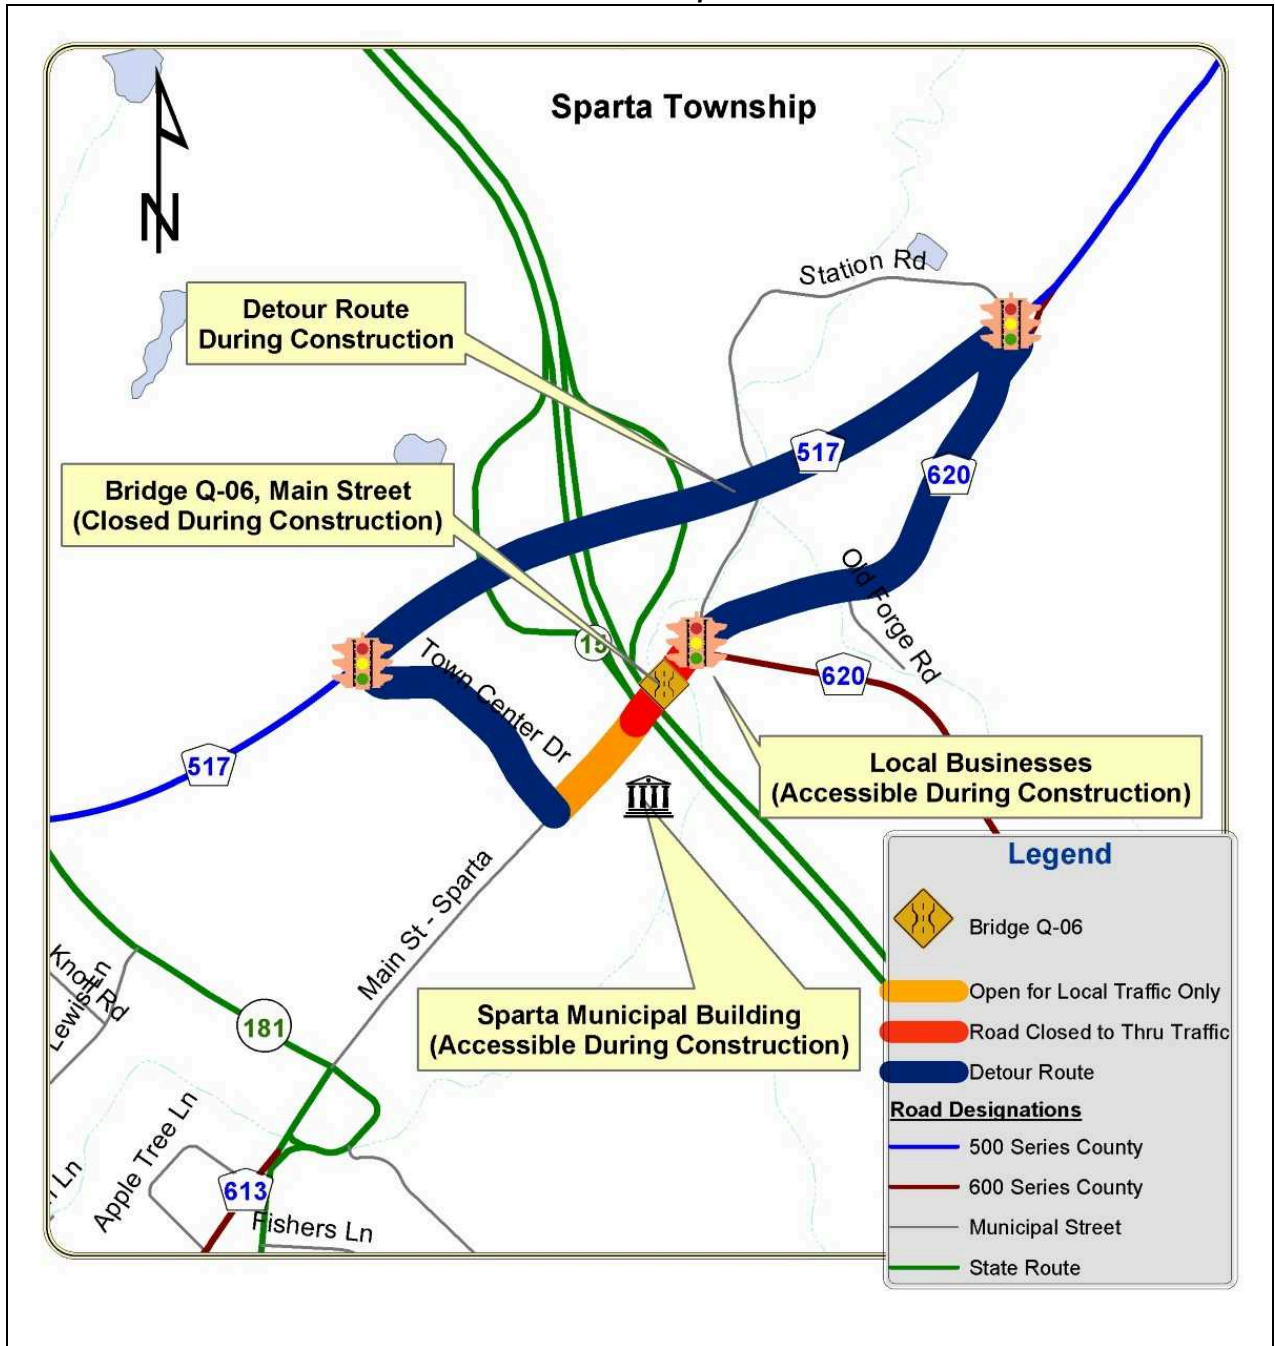 Sparta Township
N
Station Rd
Detour Route
During Construction
517
620
Bridge Q-06, Main Street
(Closed During Construction)
Old Forge Rd
15
Town Center Dr
620
517
Local Businesses
(Accessible During Construction)
Main St - Sparta
Knoll Rd
Lewis Ln
181
Sparta Municipal Building
(Accessible During Construction)
Apple Tree Ln
Ln
613
Fishers Ln
Legend
Bridge Q-06
Open for Local Traffic Only
Road Closed to Thru Traffic
Detour Route
Road Designations
500 Series County
600 Series County
Municipal Street
State Route